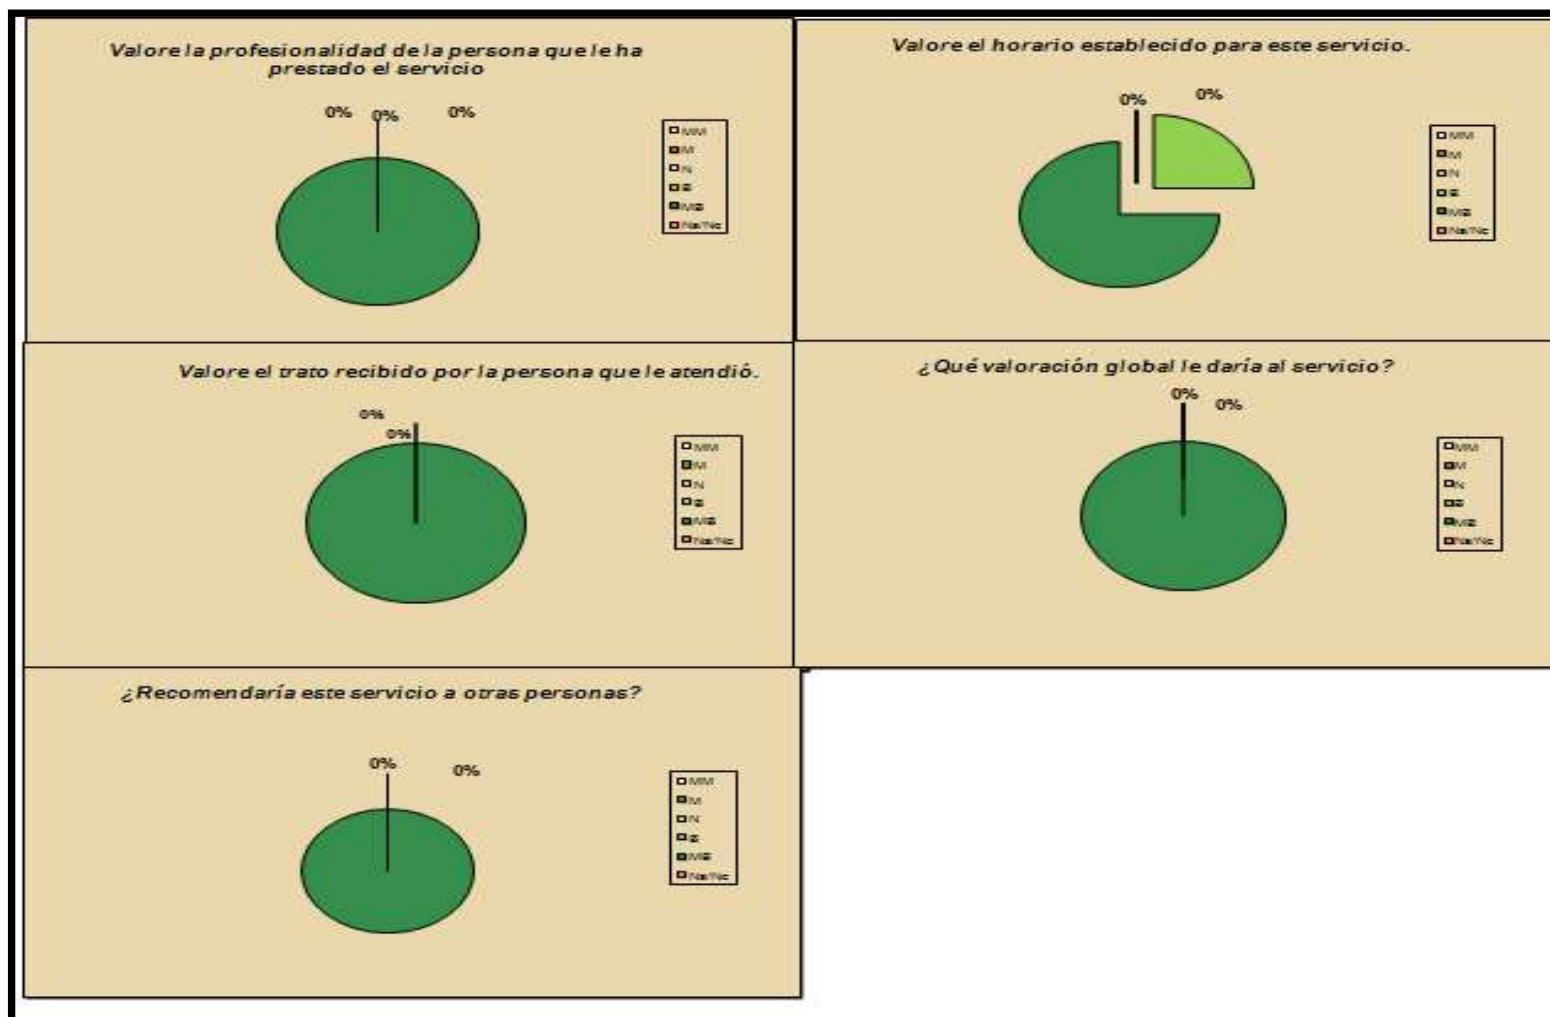 Valore la profesionalidad de la persona que le ha
prestado el servicio
0%
0%
0%
MM
M
N
B
MB
Ns/Nc
Valore el horario establecido para este servicio.
0%
0%
MM
M
N
B
MB
Ns/Nc
Valore el trato recibido por la persona que le atendió.
0%
0%
MM
M
N
B
MB
Ns/Nc
¿Qué valoración global le daría al servicio?
0%
0%
MM
M
N
B
MB
Ns/Nc
¿Recomendaría este servicio a otras personas?
0%
0%
MM
M
N
B
MB
Ns/Nc